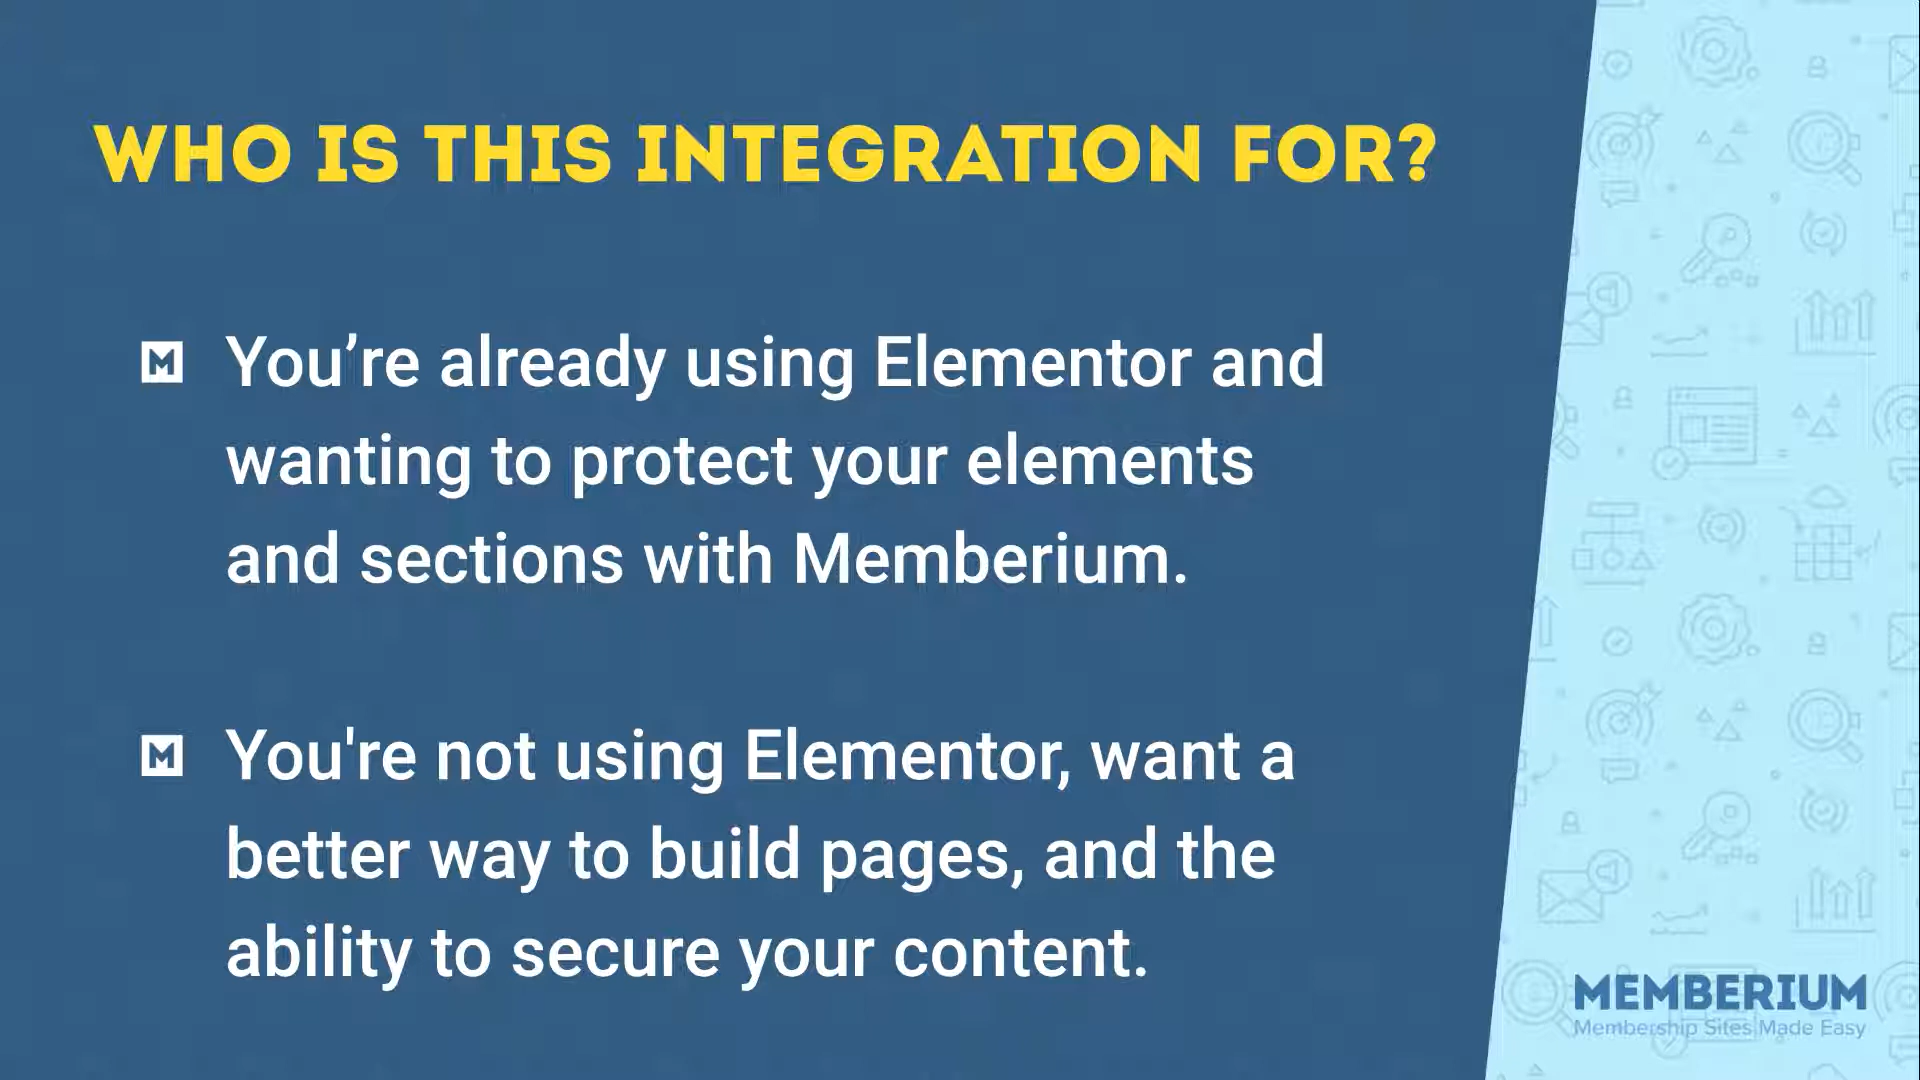 WHO IS THIS INTEGRATION FOR?
M You’re already using Elementor and
wanting to protect your elements
and sections with Memberium.
M You're not using Elementor, want a
better way to build pages, and the
ability to secure your content.
MEMBERIUM
Membership Sites Made Easy